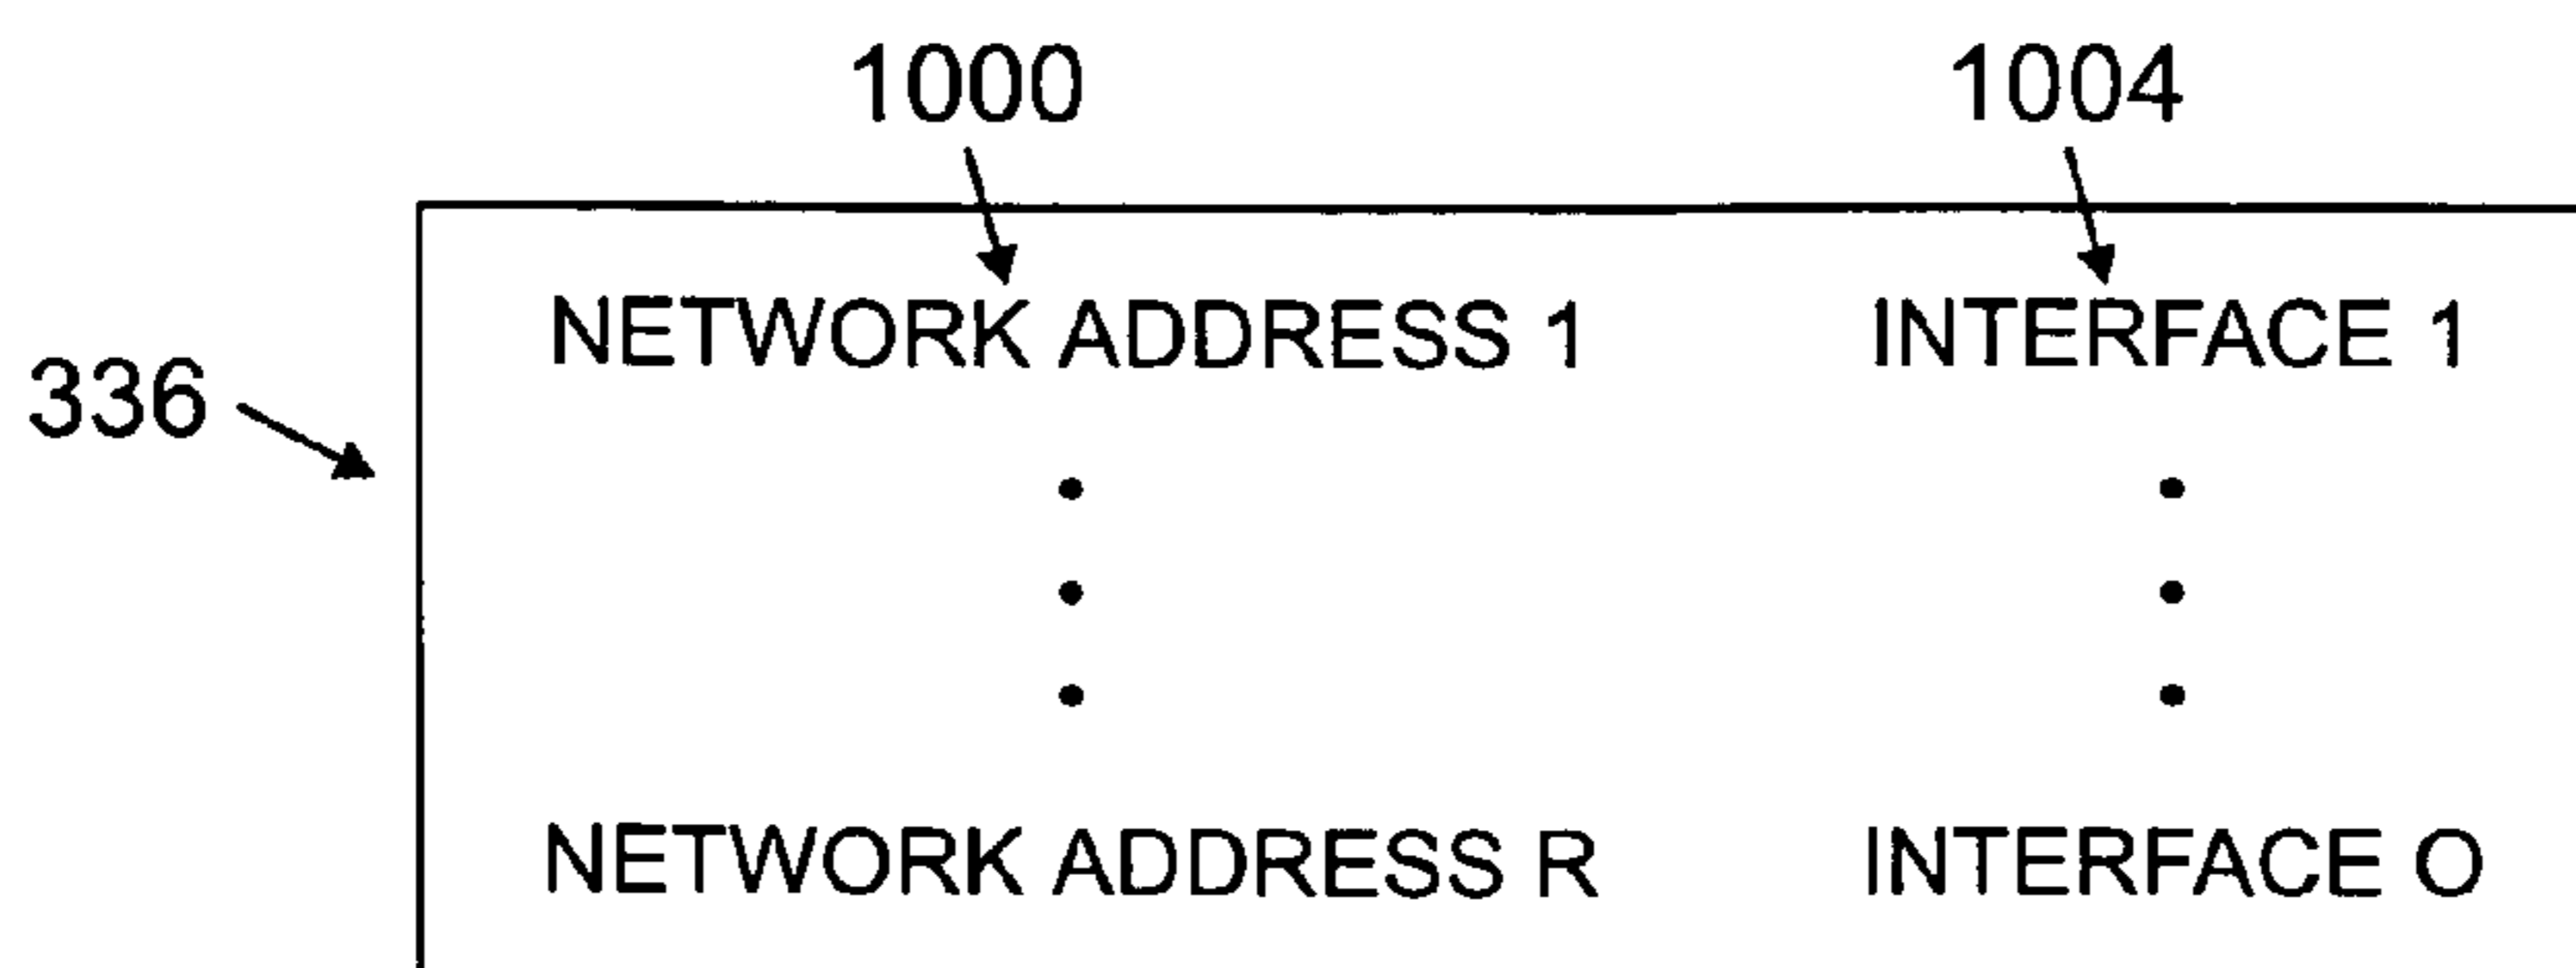 1000 1004
NETWORK ADDRESS 1 INTERFACE 1
336
NETWORK ADDRESS R INTERFACE O